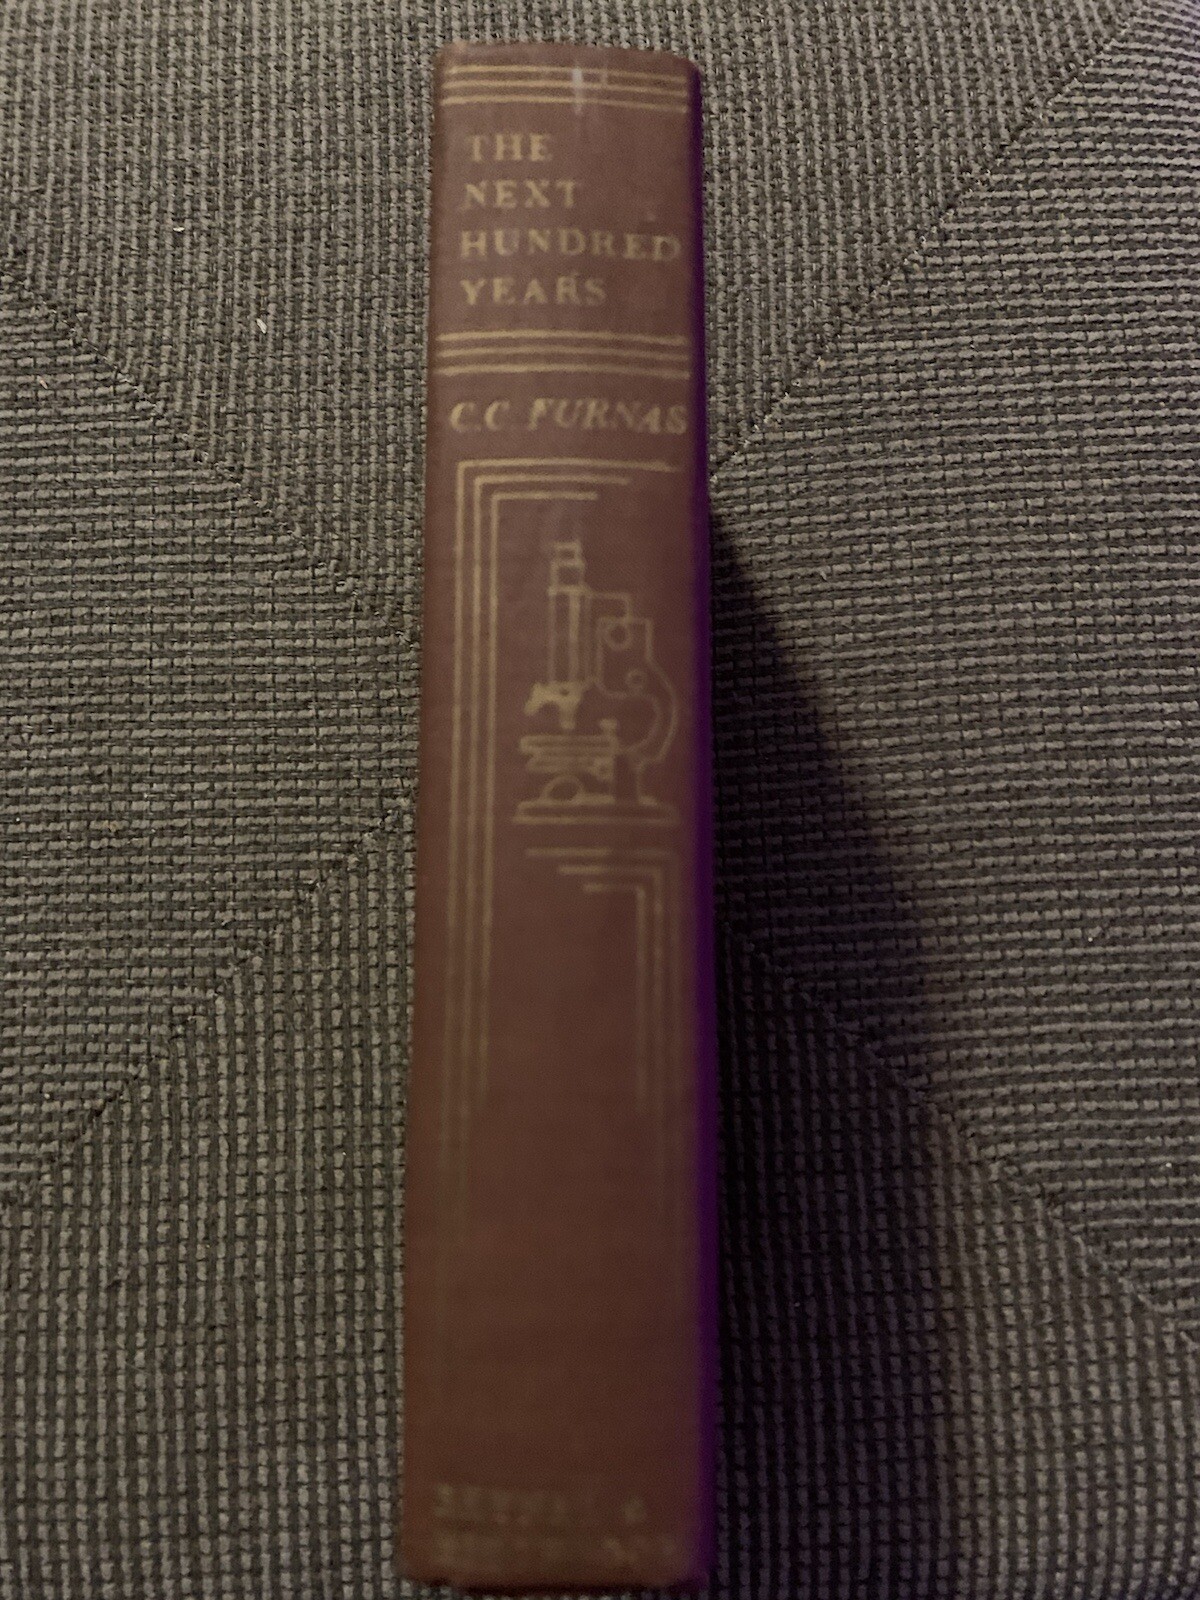 THE
NEXT
HUNDRED
YEARS
C.C. FURNAS
&